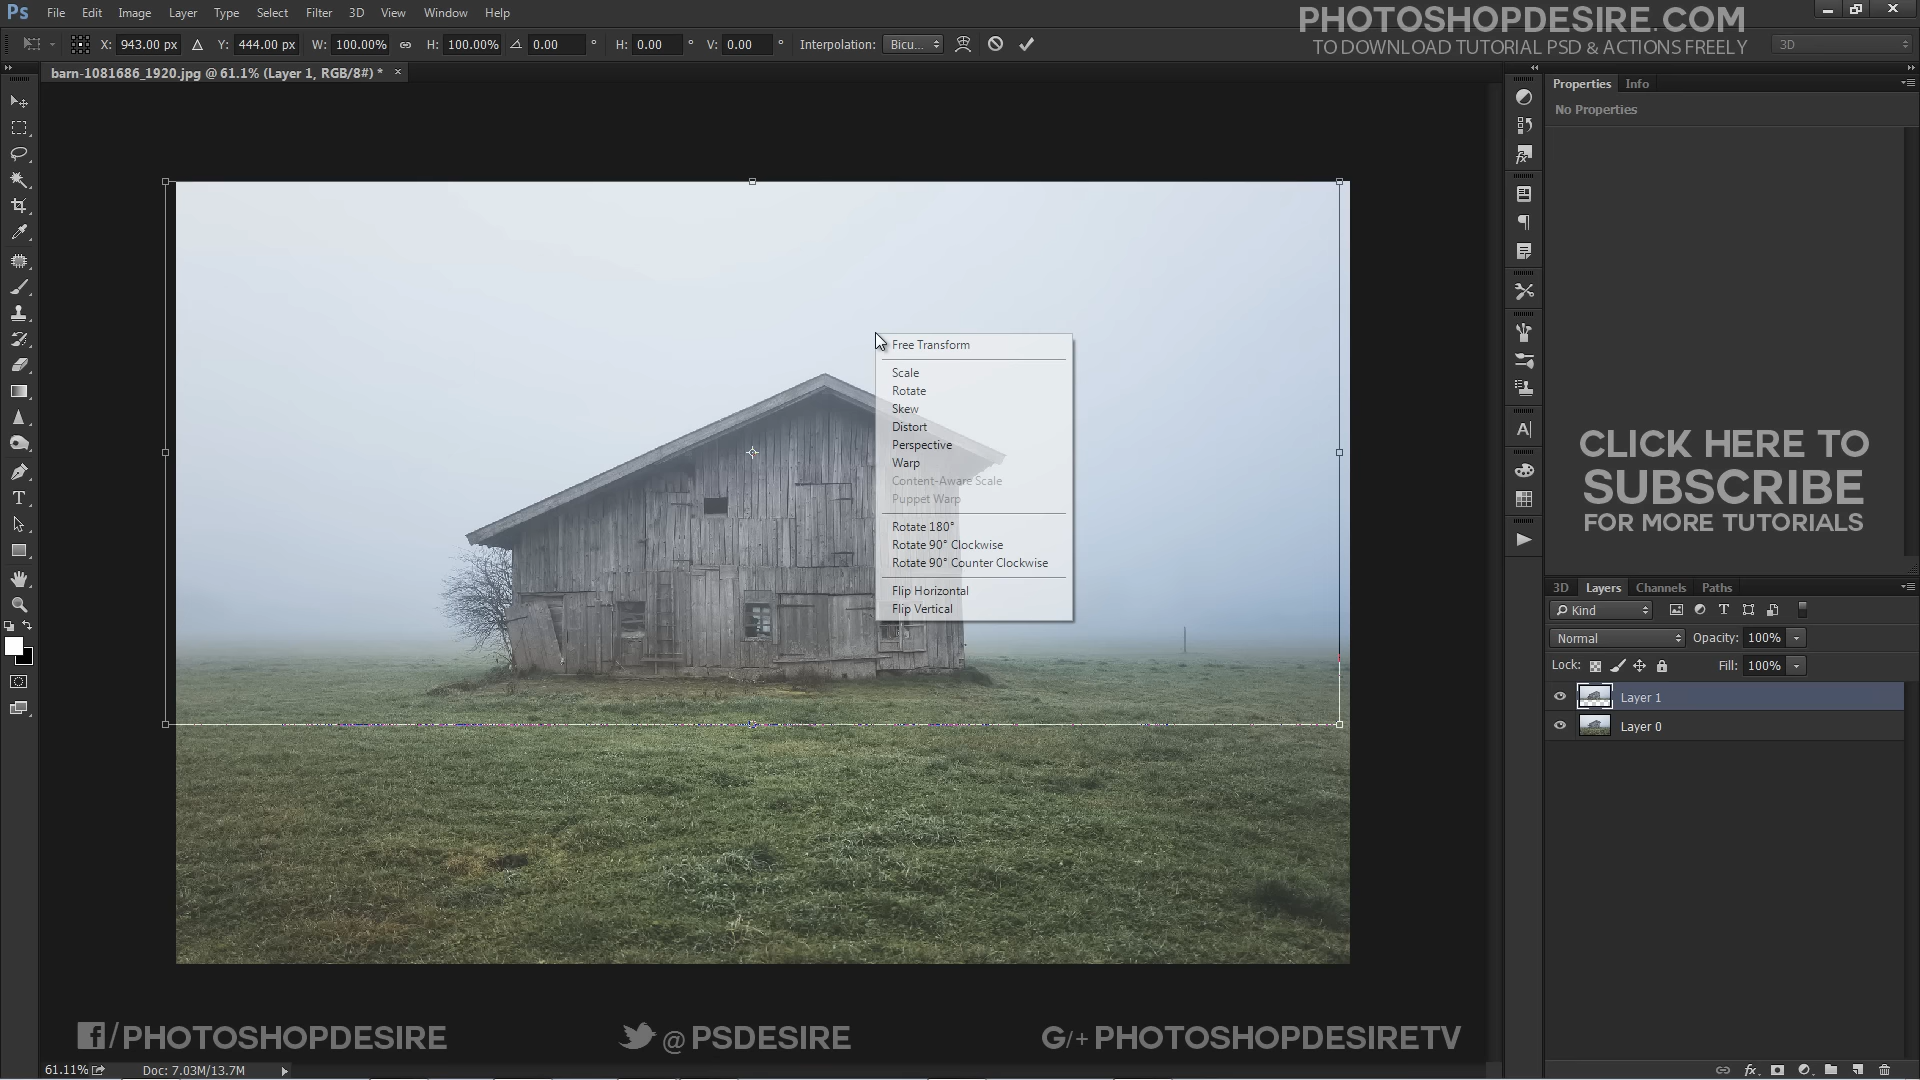 Ps File Edit Image Layer Type Select Filter 3D View Window Help
PHOTOSHOPDESIRE.COM
TO DOWNLOAD TUTORIAL PSD & ACTIONS FREELY
X: 943.00 px Y: 444.00 px W: 100.00% H: 100.00% 0.00 ° H: 0.00 ° V: 0.00 ° Interpolation: Bicu... 3D
barn-1081686_1920.jpg @ 61.1% (Layer 1, RGB/8#) * ×
Properties Info
No Properties
Free Transform
Scale
Rotate
Skew
Distort
Perspective
Warp
Content-Aware Scale
Puppet Warp
Rotate 180°
Rotate 90° Clockwise
Rotate 90° Counter Clockwise
Flip Horizontal
Flip Vertical
CLICK HERE TO
SUBSCRIBE
FOR MORE TUTORIALS
3D Layers Channels Paths
Kind
Normal Opacity: 100%
Lock: Fill: 100%
Layer 1
Layer 0
f/PHOTOSHOPDESIRE @ PSDESIRE G/+ PHOTOSHOPDESIRETV
61.11% Doc: 7.03M/13.7M
fx